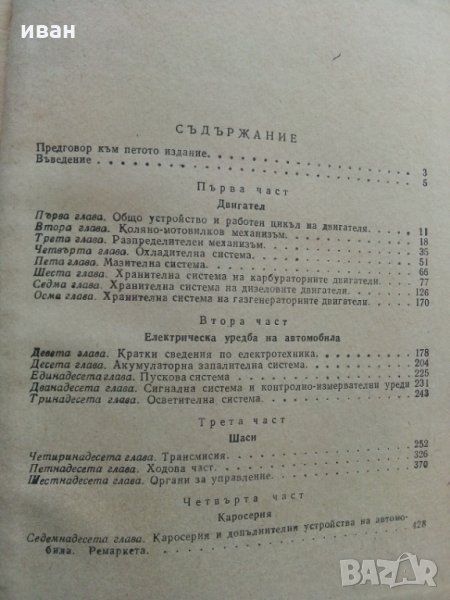 иван
СЪДЪРЖАНИЕ
Предговор към петото издание. 3
Въведение 5
Първа част
Двигател
Първа глава. Общо устройство и работен цикъл на двигателя. 11
Втора глава. Коляно-мотовилков механизъм. 18
Трета глава. Разпределителен механизъм. 35
Четвърта глава. Охладителна система. 51
Пета глава. Мазителна система. 66
Шеста глава. Хранителна система на карбураторните двигатели. 77
Седма глава. Хранителна система на дизеловите двигатели. 126
Осма глава. Хранителна система на газгенераторните двигатели. 170
Втора част
Електрическа уредба на автомобила
Девета глава. Кратки сведения по електротехника. 178
Десета глава. Акумулаторна запалителна система. 204
Единадесета глава. Пускова система 225
Дванадесета глава. Сигнална система и контролно-измервателни уреди 231
Тринадесета глава. Осветителна система. 243
Трета част
Шаси
Четиринадесета глава. Трансмисия. 252
Петнадесета глава. Ходова част. 326
Шестнадесета глава. Органи за управление. 370
Четвърта част
Каросерия
Седемнадесета глава. Каросерия и допълнителни устройства на автомо-
била. Ремаркета. 428
BAZAR